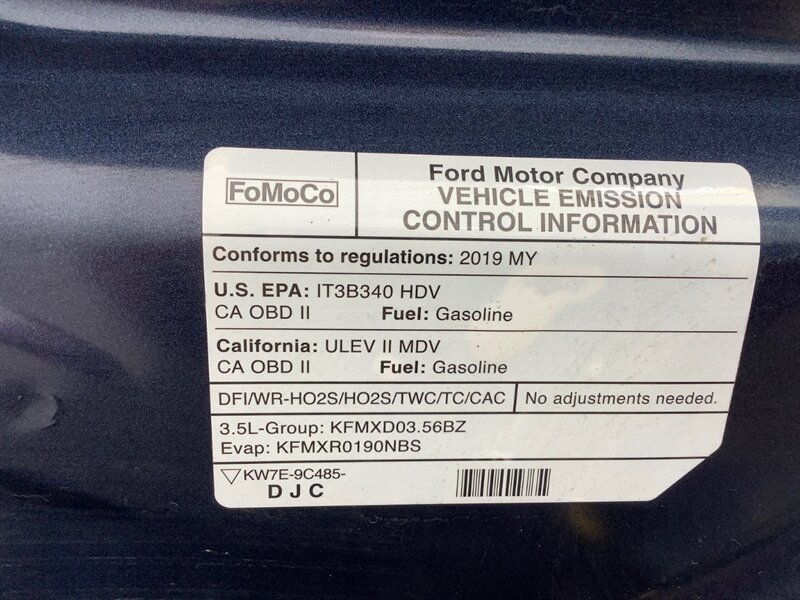 FoMoCo
Ford Motor Company
VEHICLE EMISSION
CONTROL INFORMATION
Conforms to regulations: 2019 MY
U.S. EPA: IT3B340 HDV
CA OBD II Fuel: Gasoline
California: ULEV II MDV
CA OBD II Fuel: Gasoline
DFI/WR-HO2S/HO2S/TWC/TC/CAC No adjustments needed.
3.5L-Group: KFMXD03.56BZ
Evap: KFMXR0190NBS
KW7E-9C485-
D J C